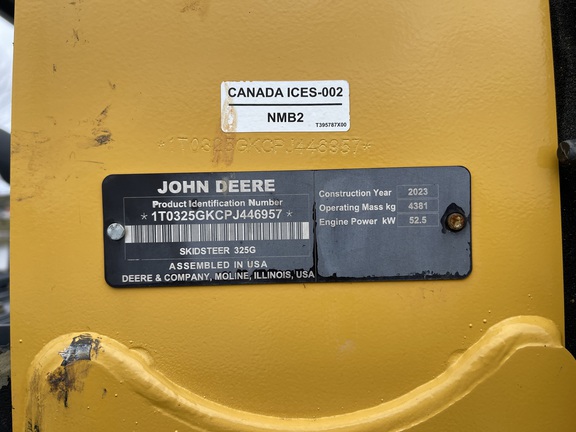 CANADA ICES-002
NMB2
T395787X00
*1T0325GKCPJ446957*
JOHN DEERE
Product Identification Number
*1T0325GKCPJ446957*
SKIDSTEER 325G
ASSEMBLED IN USA
DEERE & COMPANY, MOLINE, ILLINOIS, USA
Construction Year 2023
Operating Mass kg 4381
Engine Power kW 52.5